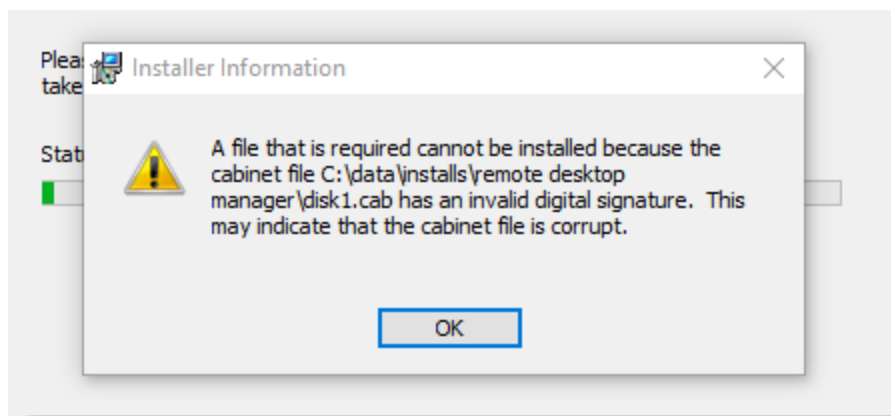 Installer Information
take
A file that is required cannot be installed because the
cabinet file C:\data\installs\remote desktop
manager\disk1.cab has an invalid digital signature.  This
may indicate that the cabinet file is corrupt.
OK